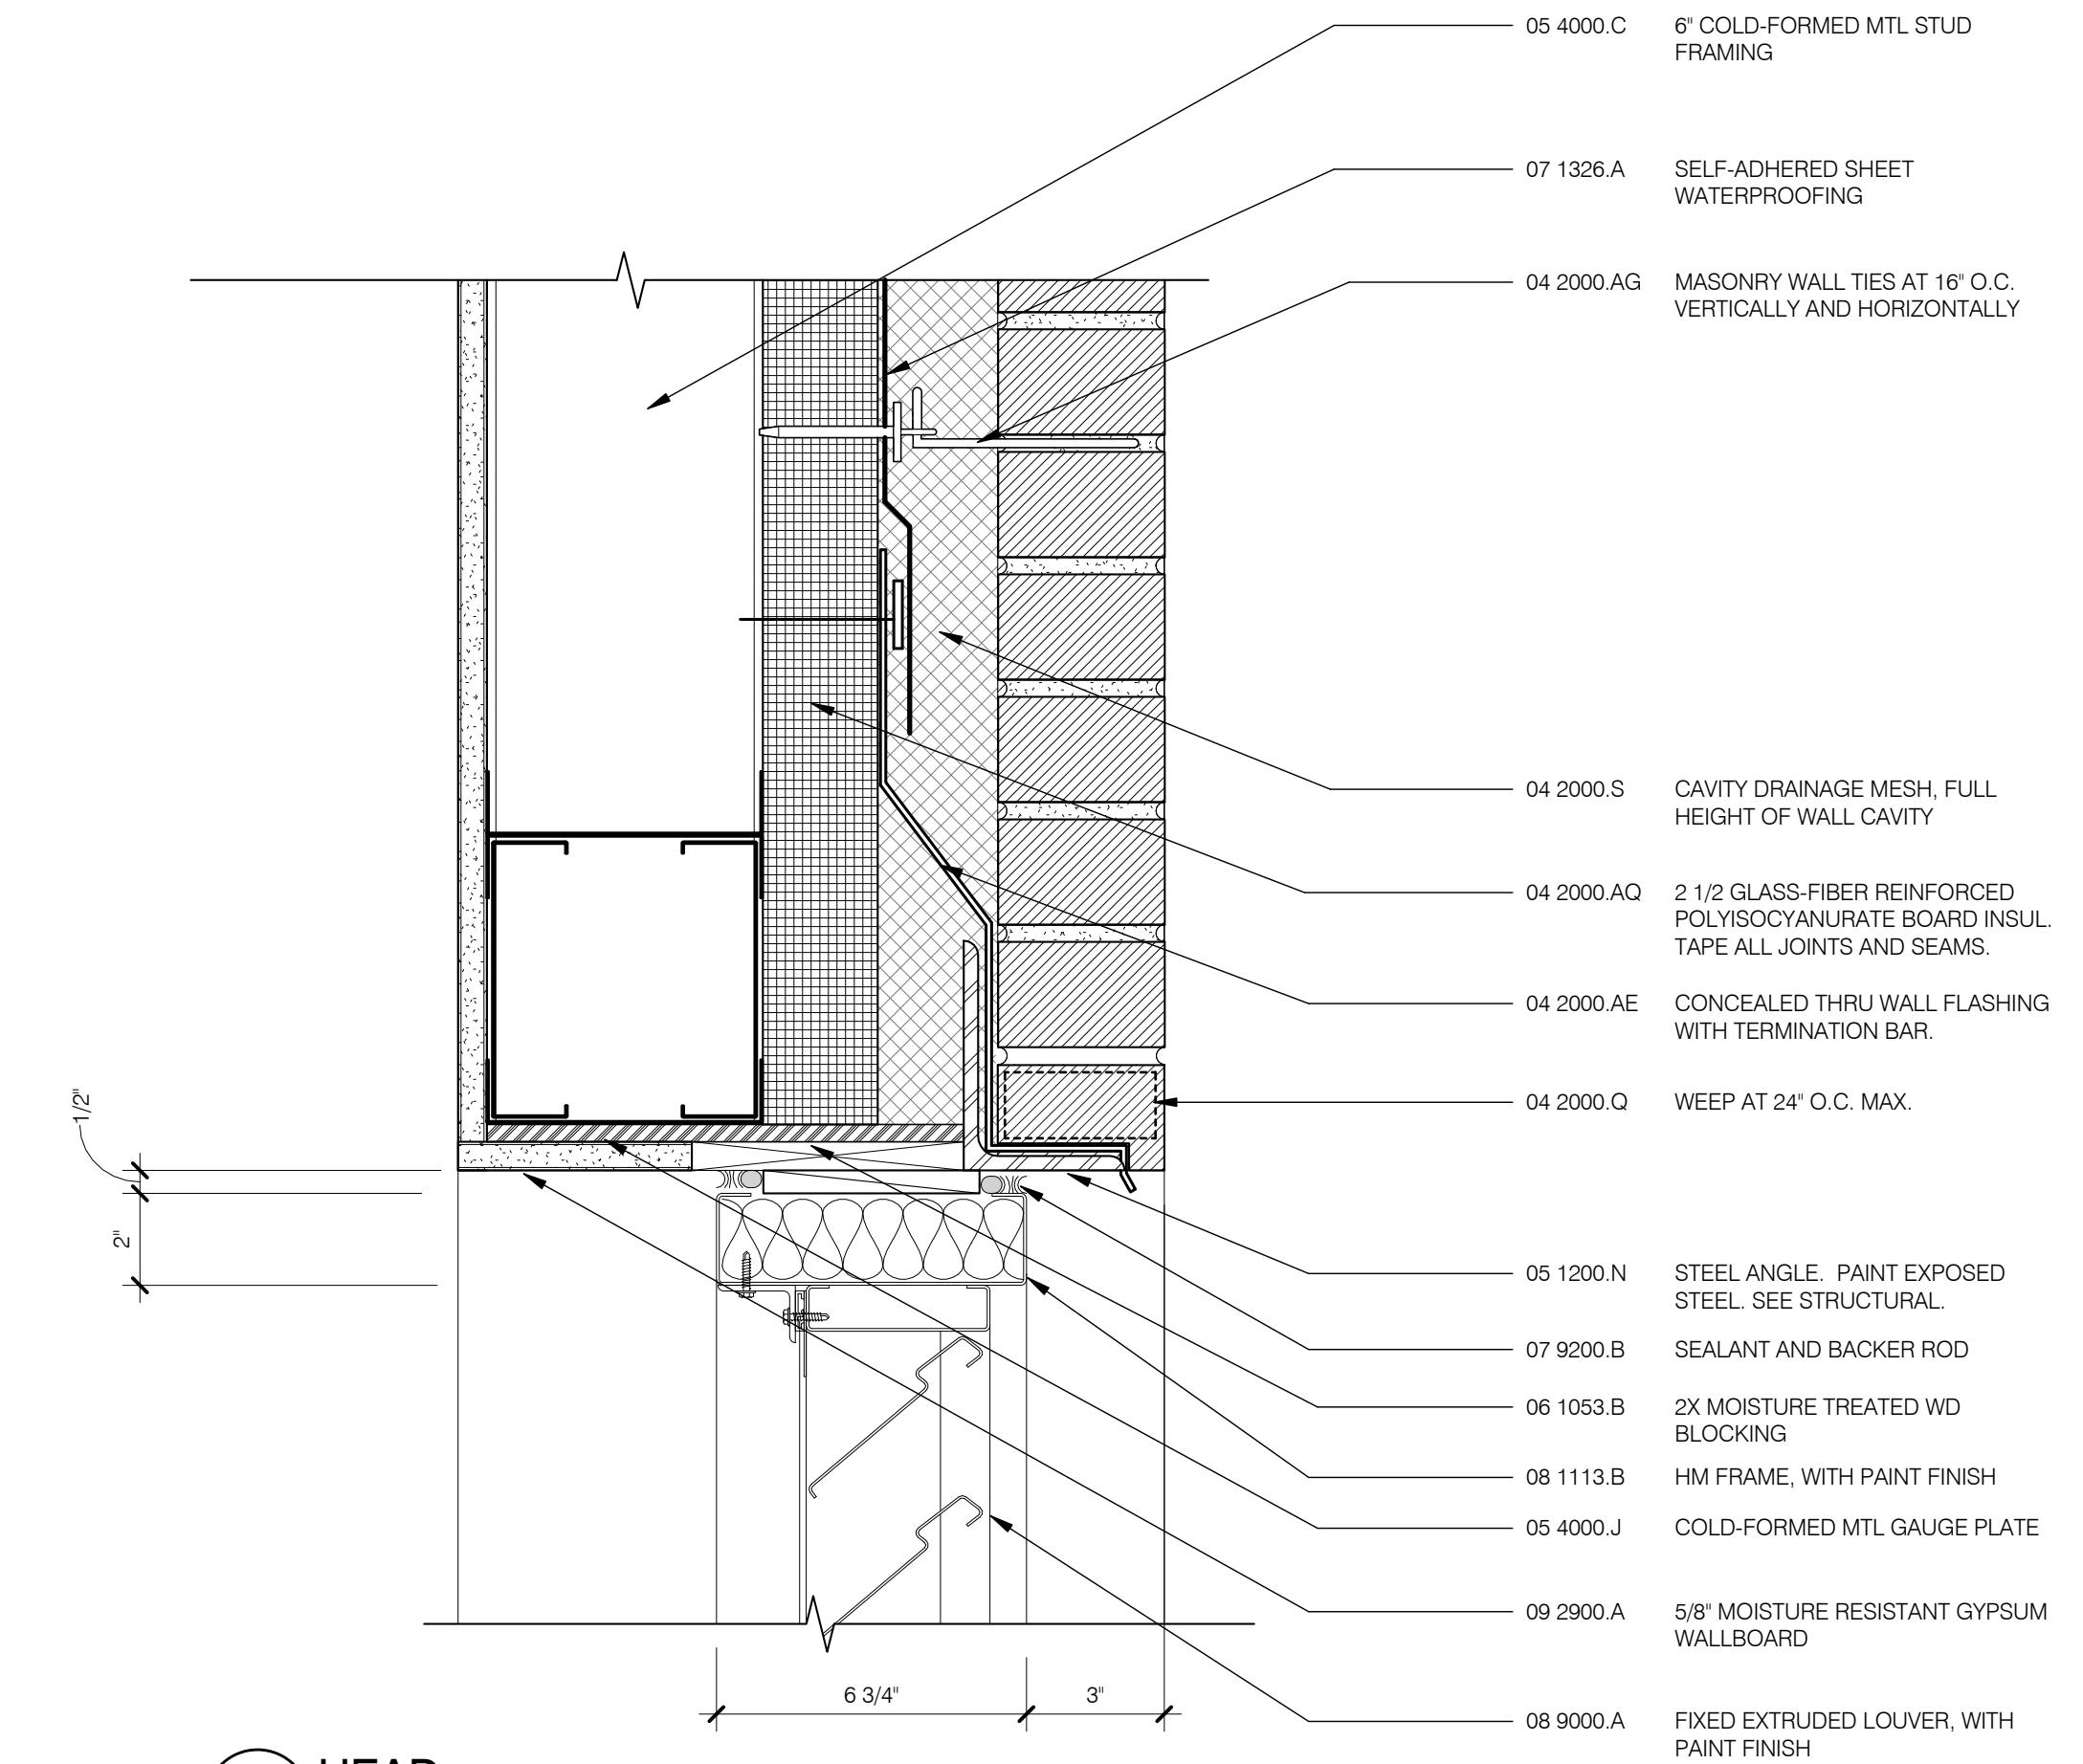 05 4000.C 6" COLD-FORMED MTL STUD
FRAMING
07 1326.A SELF-ADHERED SHEET
WATERPROOFING
04 2000.AG MASONRY WALL TIES AT 16" O.C.
VERTICALLY AND HORIZONTALLY
04 2000.S CAVITY DRAINAGE MESH, FULL
HEIGHT OF WALL CAVITY
04 2000.AQ 2 1/2 GLASS-FIBER REINFORCED
POLYISOCYANURATE BOARD INSUL.
TAPE ALL JOINTS AND SEAMS.
04 2000.AE CONCEALED THRU WALL FLASHING
WITH TERMINATION BAR.
04 2000.Q WEEP AT 24" O.C. MAX.
1/2"
2"
05 1200.N STEEL ANGLE. PAINT EXPOSED
STEEL. SEE STRUCTURAL.
07 9200.B SEALANT AND BACKER ROD
06 1053.B 2X MOISTURE TREATED WD
BLOCKING
08 1113.B HM FRAME, WITH PAINT FINISH
05 4000.J COLD-FORMED MTL GAUGE PLATE
09 2900.A 5/8" MOISTURE RESISTANT GYPSUM
WALLBOARD
6 3/4" 3"
08 9000.A FIXED EXTRUDED LOUVER, WITH
PAINT FINISH
HEAD